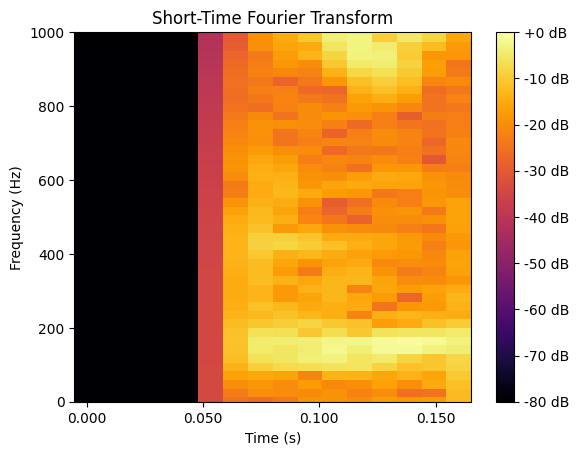 Short-Time Fourier Transform
Frequency (Hz)
1000
800
600
400
200
0
0.000
0.050
0.100
0.150
Time (s)
+0 dB
-10 dB
-20 dB
-30 dB
-40 dB
-50 dB
-60 dB
-70 dB
-80 dB